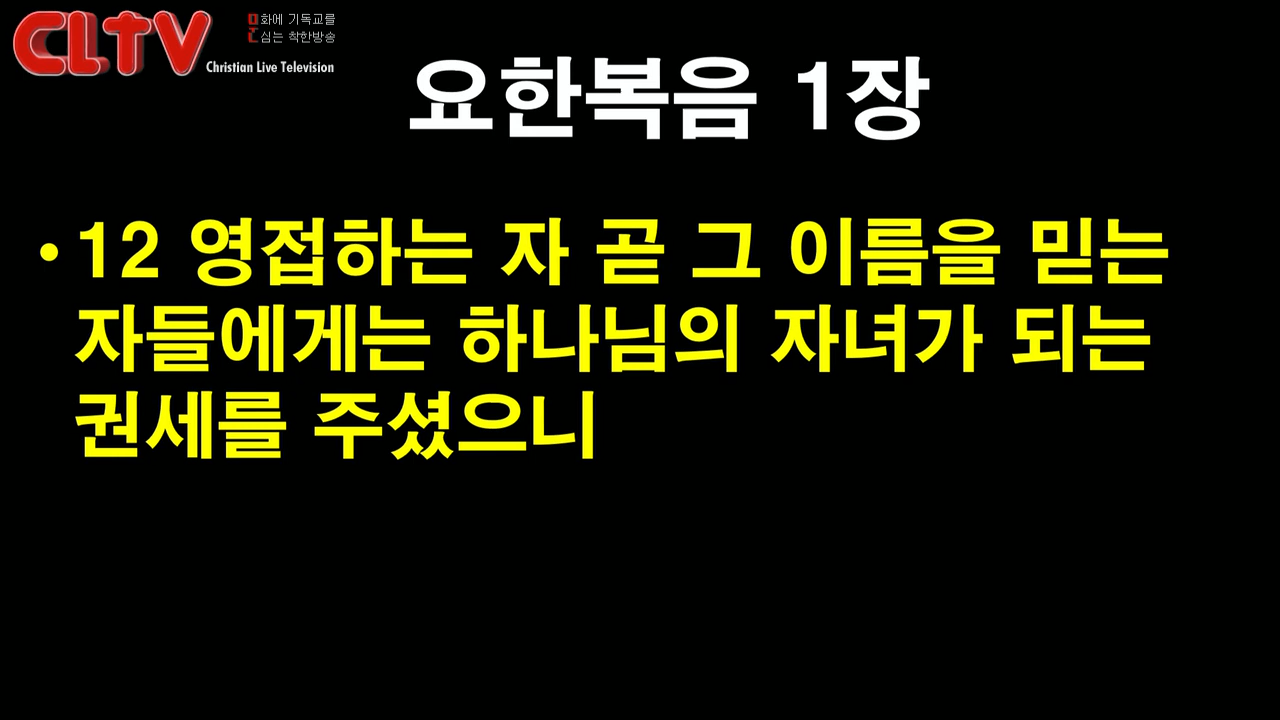 CLTV
문화에 기독교를
심는 착한방송
Christian Live Television
요한복음 1장
• 12 영접하는 자 곧 그 이름을 믿는
자들에게는 하나님의 자녀가 되는
권세를 주셨으니